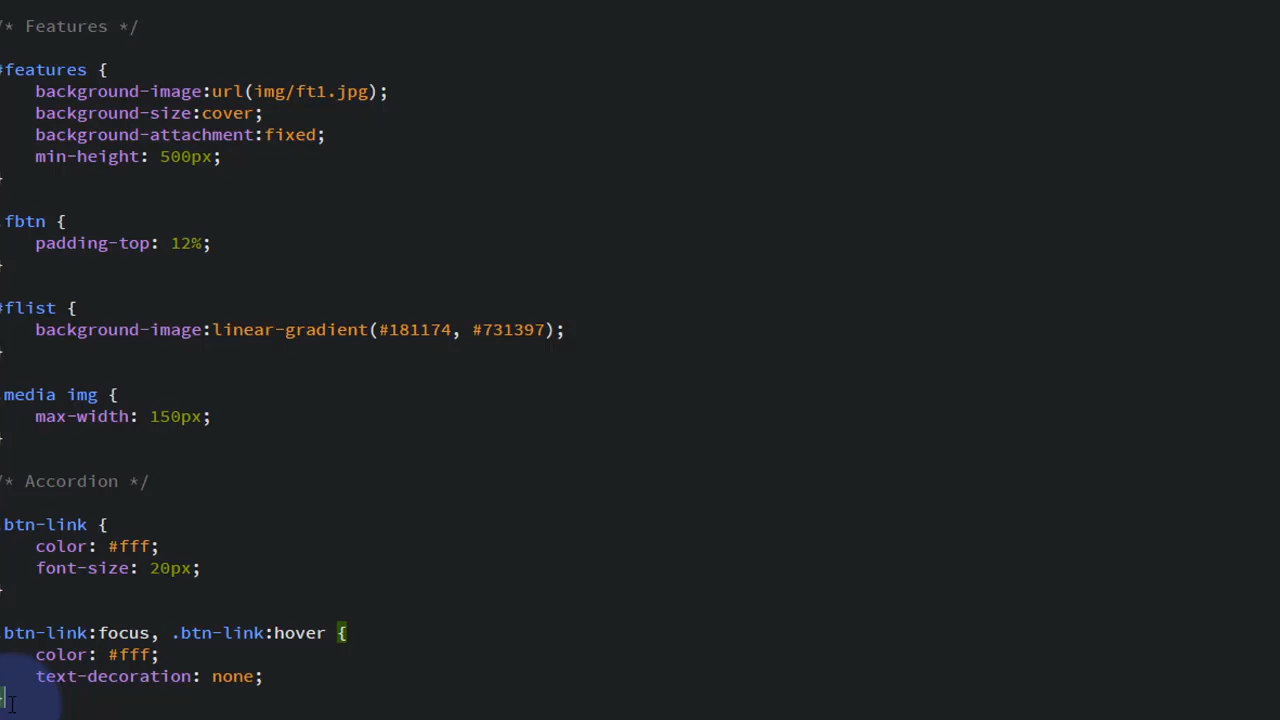 /* Features */
#features {
background-image:url(img/ft1.jpg);
background-size:cover;
background-attachment:fixed;
min-height: 500px;
}
.fbtn {
padding-top: 12%;
}
#flist {
background-image:linear-gradient(#181174, #731397);
}
.media img {
max-width: 150px;
}
/* Accordion */
.btn-link {
color: #fff;
font-size: 20px;
}
.btn-link:focus, .btn-link:hover {
color: #fff;
text-decoration: none;
}